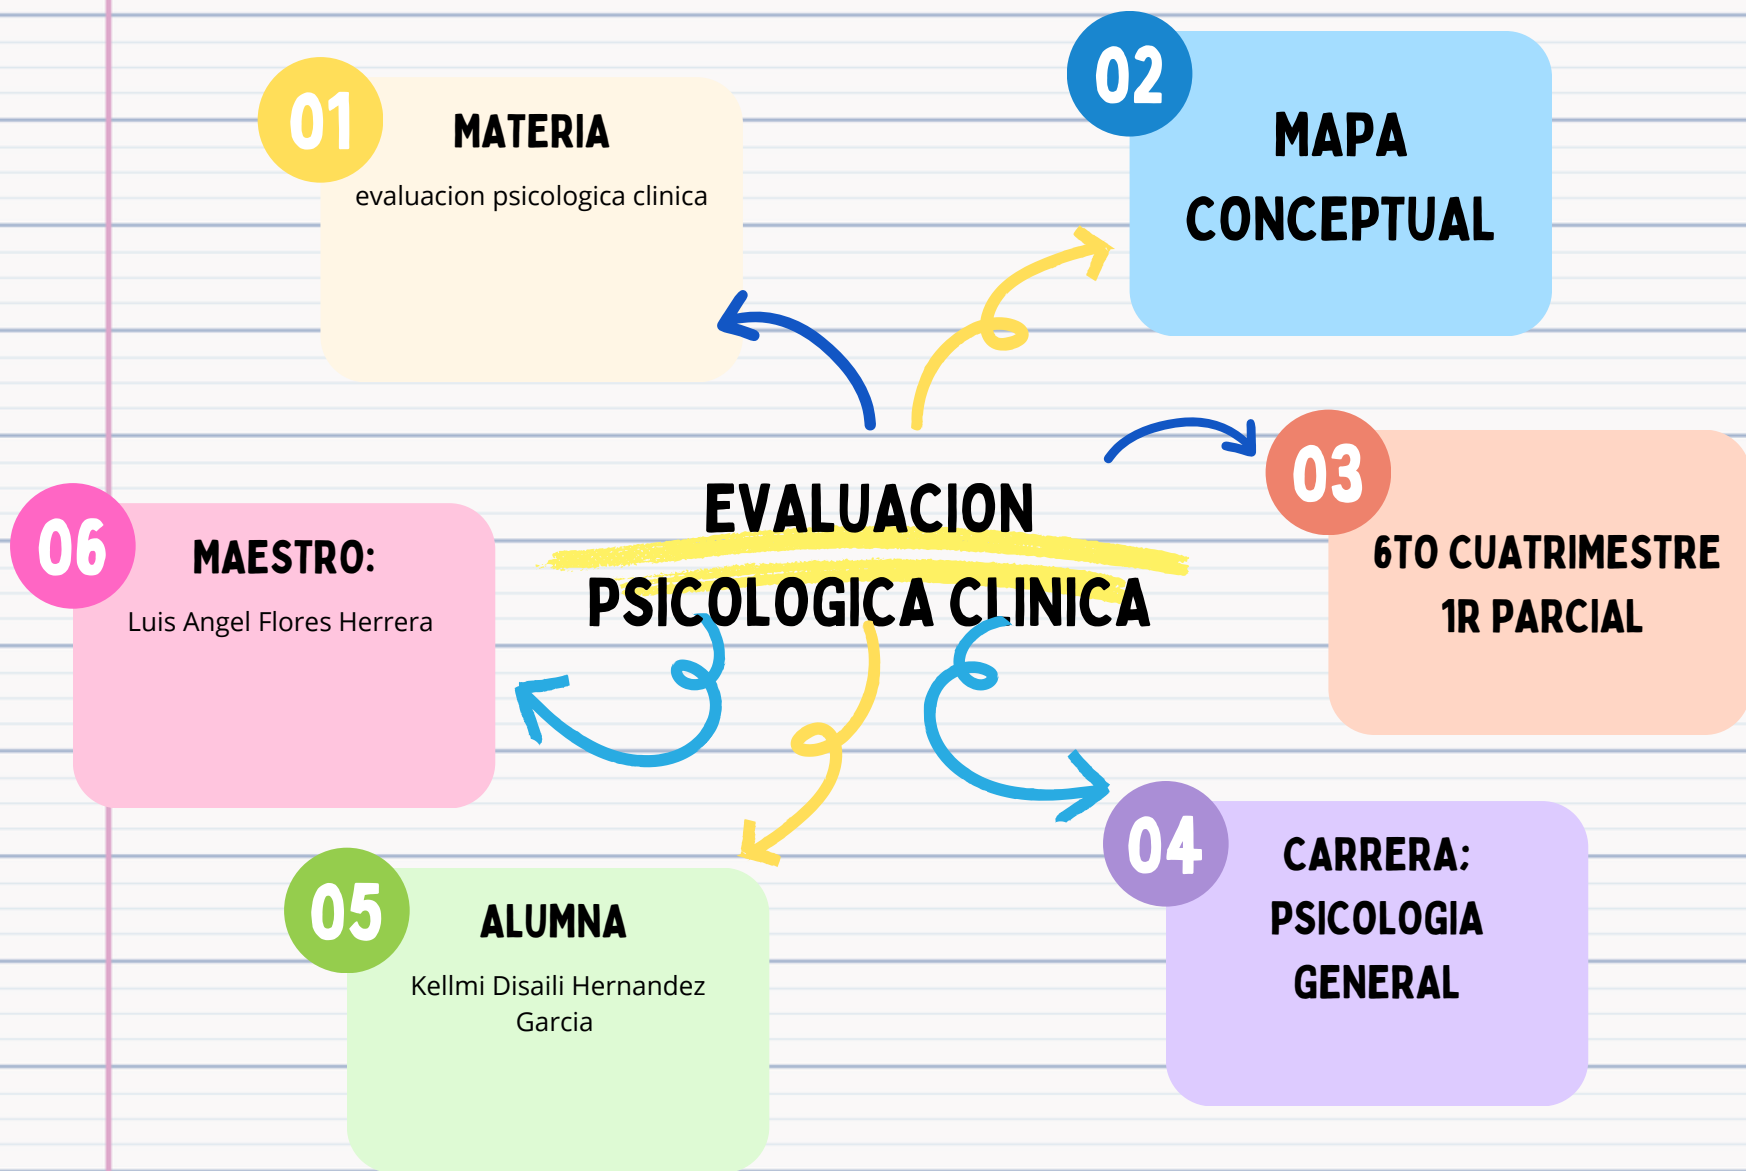 01
MATERIA
evaluacion psicologica clinica
02
MAPA
CONCEPTUAL
EVALUACION
PSICOLOGICA CLINICA
03
6TO CUATRIMESTRE
1R PARCIAL
04
CARRERA;
PSICOLOGIA
GENERAL
05
ALUMNA
Kellmi Disaili Hernandez
Garcia
06
MAESTRO:
Luis Angel Flores Herrera